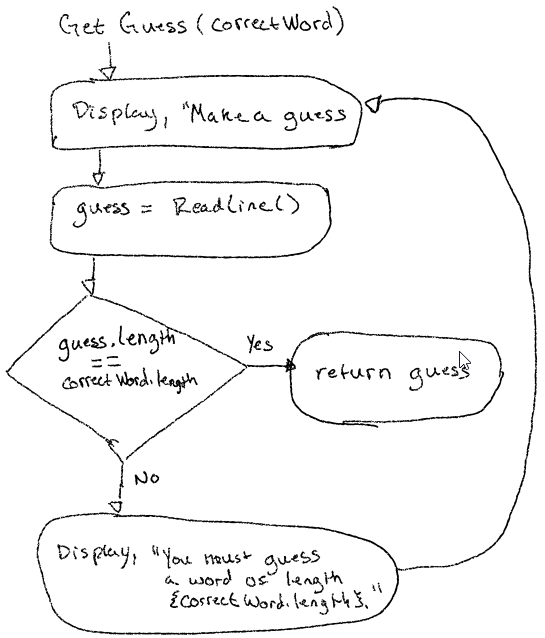 Get Guess (correctWord)
Display, "Make a guess
guess = ReadLine()
guess.length
==
correctWord.length
Yes
return guess
No
Display, "You must guess
a word of length
{correctWord.length}."